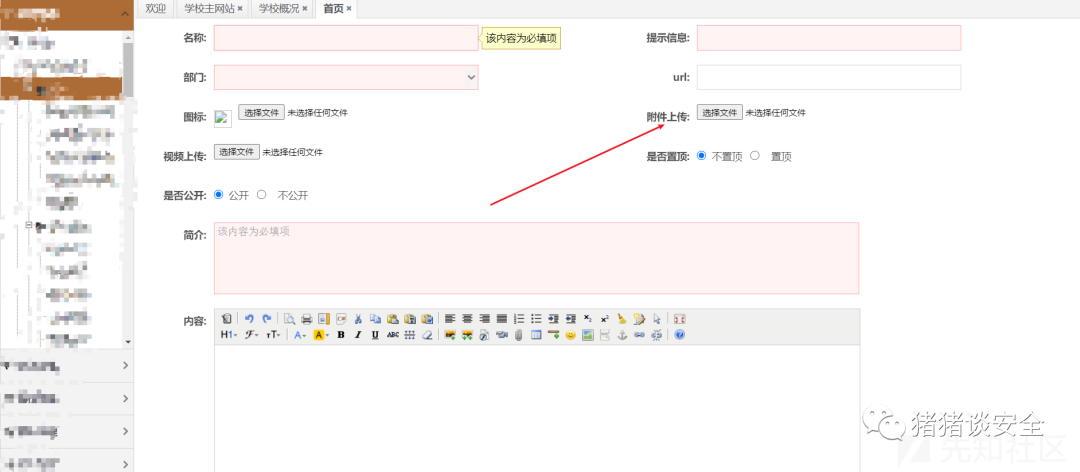 欢迎 学校主网站 学校概况 首页
名称: 该内容为必填项 提示信息:
部门: url:
图标: 选择文件 未选择任何文件 附件上传: 选择文件 未选择任何文件
视频上传: 选择文件 未选择任何文件 是否置顶: 不置顶 置顶
是否公开: 公开 不公开
简介: 该内容为必填项
内容:
H1 F TT A A B I U ABC
猪猪谈安全
先知社区